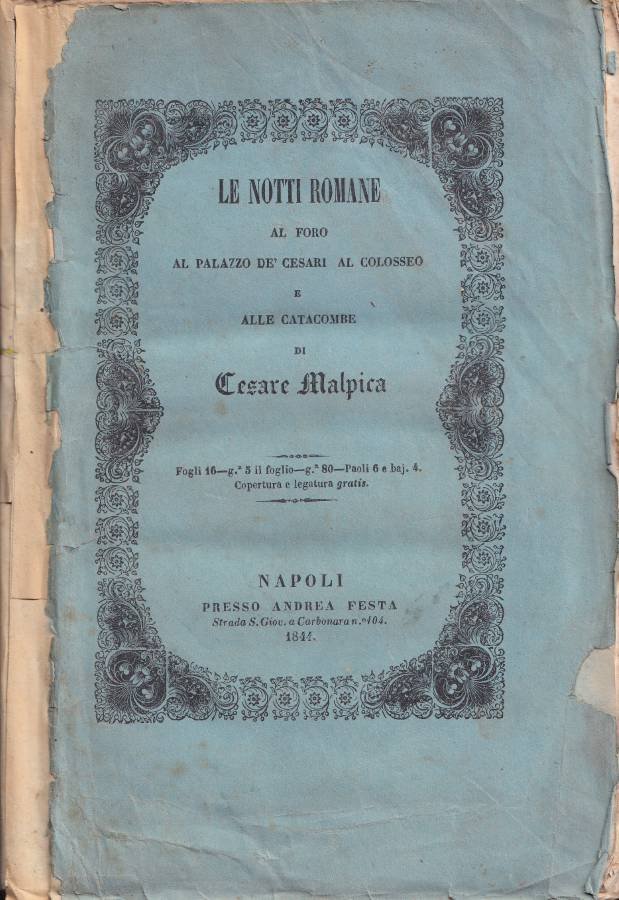 LE NOTTI ROMANE
AL FORO
AL PALAZZO DE' CESARI AL COLOSSEO
E
ALLE CATACOMBE
DI
Cesare Malpica
Fogli 16—g.ª 5 il foglio—g.ª 80—Paoli 6 e baj. 4.
Copertura e legatura gratis.
NAPOLI
PRESSO ANDREA FESTA
Strada S. Giov. a Carbonara n.º 104.
1844.